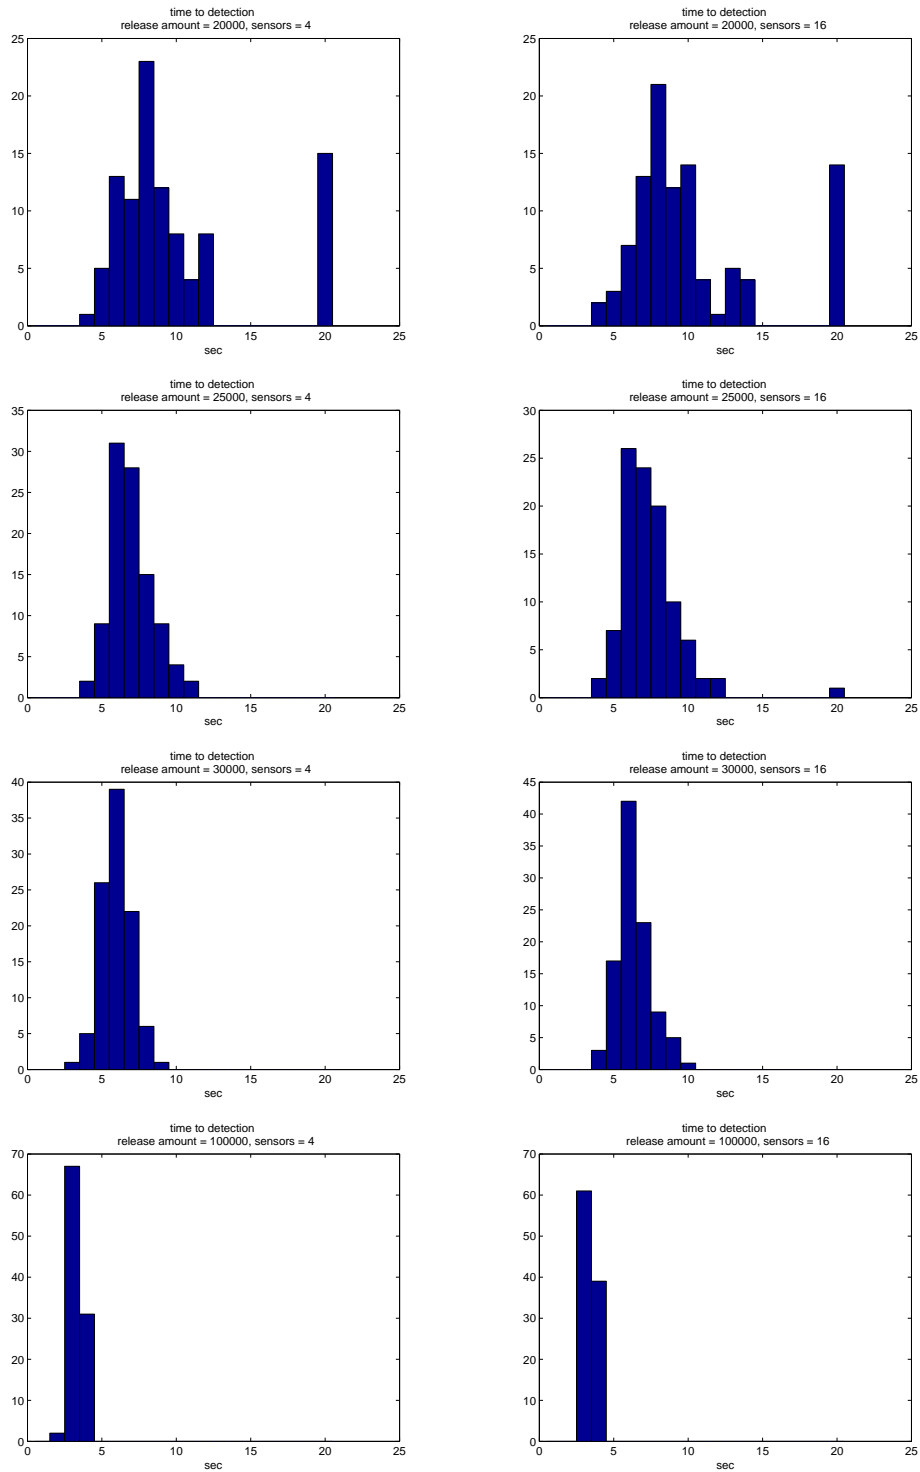 time to detection
release amount = 20000, sensors = 4
25
20
15
10
5
0
0 5 10 15 20 25
sec
time to detection
release amount = 20000, sensors = 16
25
20
15
10
5
0
0 5 10 15 20 25
sec
time to detection
release amount = 25000, sensors = 4
35
30
25
20
15
10
5
0
0 5 10 15 20 25
sec
time to detection
release amount = 25000, sensors = 16
30
25
20
15
10
5
0
0 5 10 15 20 25
sec
time to detection
release amount = 30000, sensors = 4
40
35
30
25
20
15
10
5
0
0 5 10 15 20 25
sec
time to detection
release amount = 30000, sensors = 16
45
40
35
30
25
20
15
10
5
0
0 5 10 15 20 25
sec
time to detection
release amount = 100000, sensors = 4
70
60
50
40
30
20
10
0
0 5 10 15 20 25
sec
time to detection
release amount = 100000, sensors = 16
70
60
50
40
30
20
10
0
0 5 10 15 20 25
sec